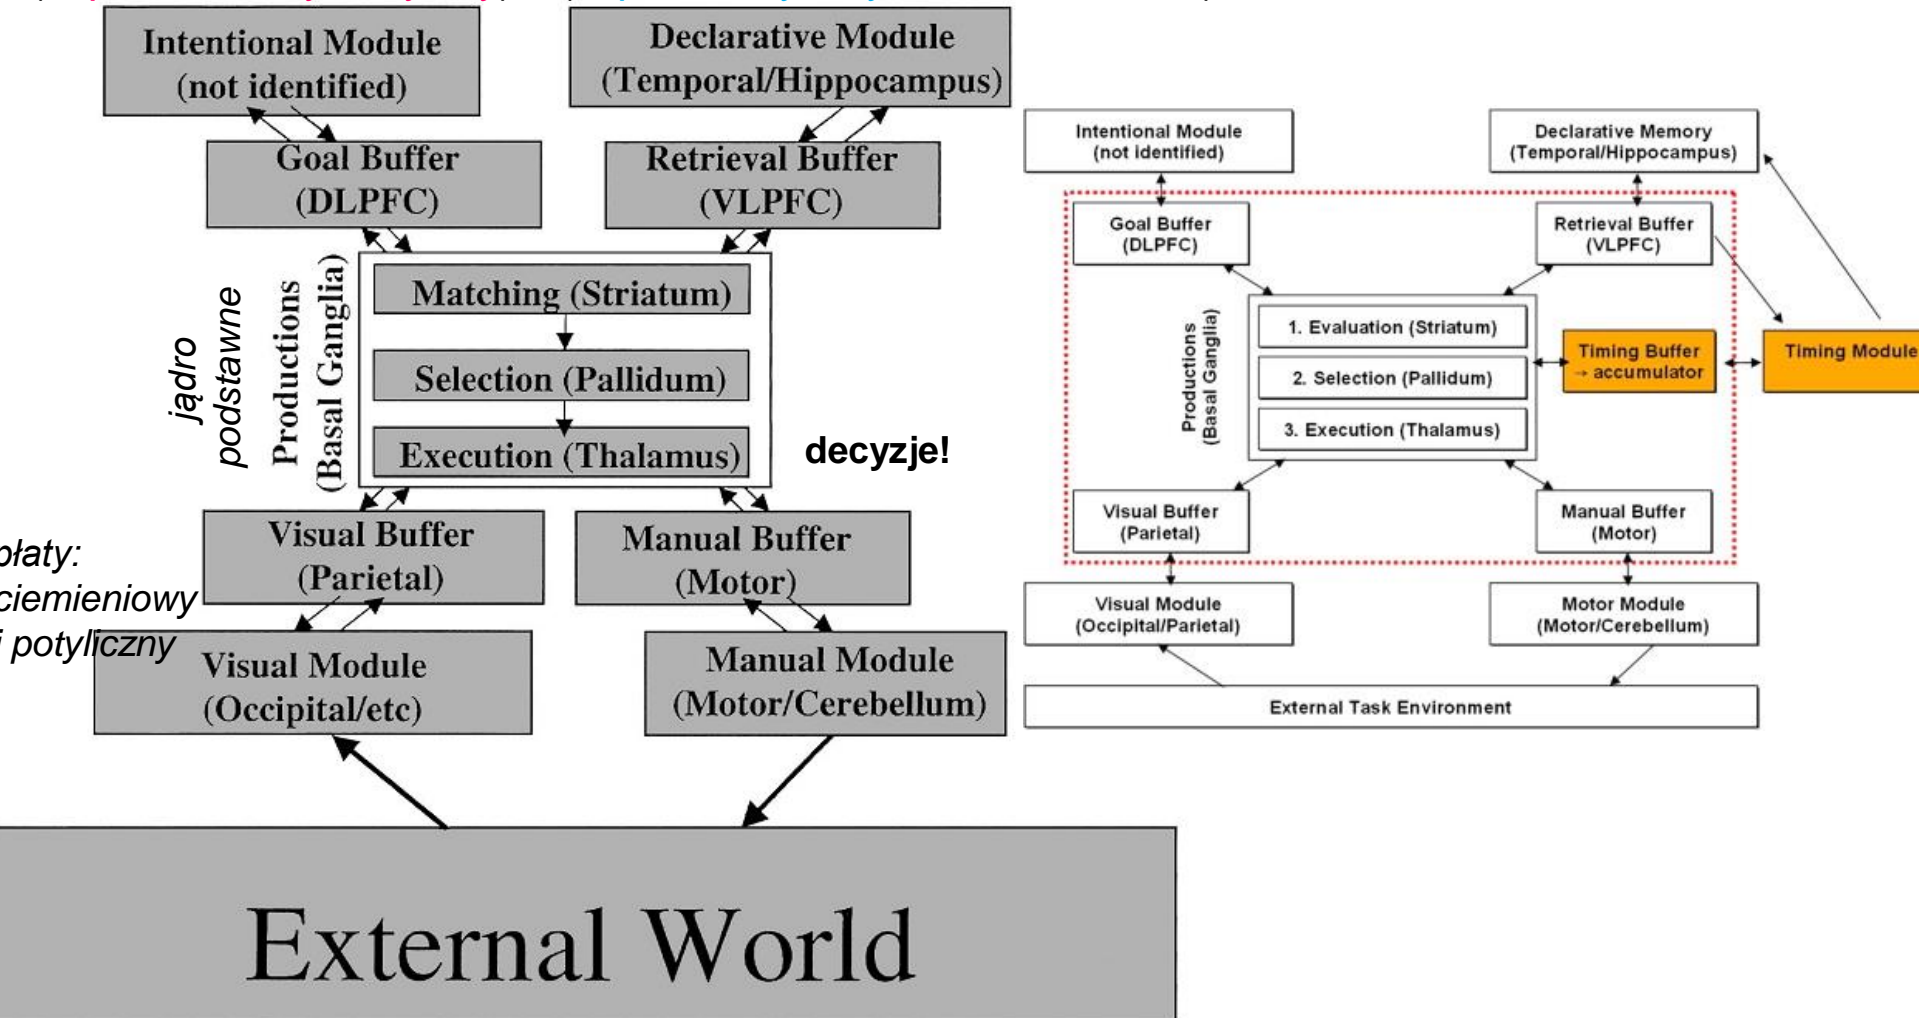 Intentional Module
(not identified)
Declarative Module
(Temporal/Hippocampus)
Goal Buffer
(DLPFC)
Retrieval Buffer
(VLPFC)
jądro
podstawne
Productions
(Basal Ganglia)
Matching (Striatum)
Selection (Pallidum)
Execution (Thalamus)
decyzje!
Visual Buffer
(Parietal)
Manual Buffer
(Motor)
płaty:
ciemieniowy
i potyliczny
Visual Module
(Occipital/etc)
Manual Module
(Motor/Cerebellum)
External World
Intentional Module
(not identified)
Declarative Memory
(Temporal/Hippocampus)
Goal Buffer
(DLPFC)
Retrieval Buffer
(VLPFC)
Productions
(Basal Ganglia)
1. Evaluation (Striatum)
2. Selection (Pallidum)
3. Execution (Thalamus)
Timing Buffer
→ accumulator
Timing Module
Visual Buffer
(Parietal)
Manual Buffer
(Motor)
Visual Module
(Occipital/Parietal)
Motor Module
(Motor/Cerebellum)
External Task Environment